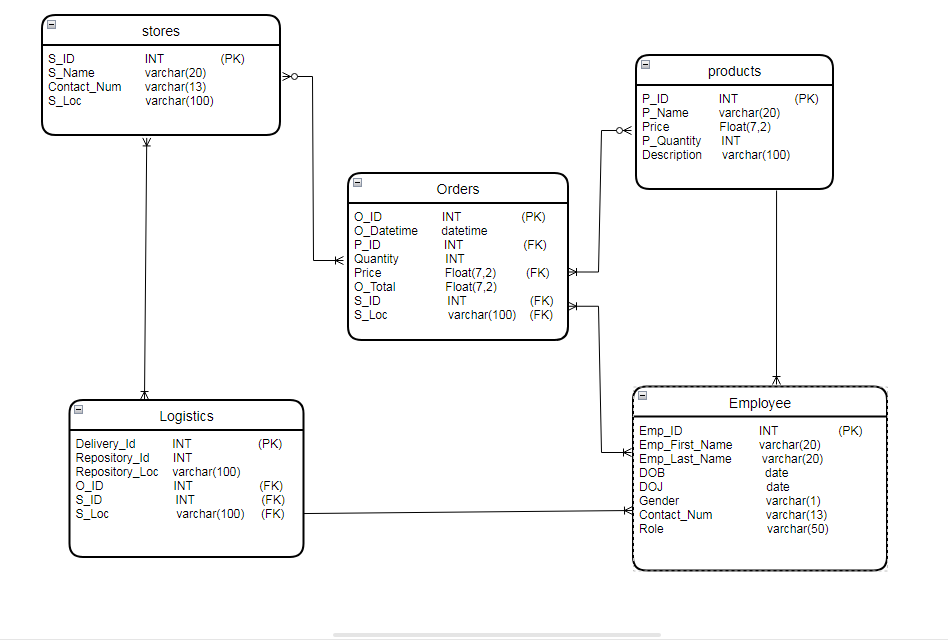 stores
S_ID INT (PK)
S_Name varchar(20)
Contact_Num varchar(13)
S_Loc varchar(100)
products
P_ID INT (PK)
P_Name varchar(20)
Price Float(7,2)
P_Quantity INT
Description varchar(100)
Orders
O_ID INT (PK)
O_Datetime datetime
P_ID INT (FK)
Quantity INT
Price Float(7,2) (FK)
O_Total Float(7,2)
S_ID INT (FK)
S_Loc varchar(100) (FK)
Logistics
Delivery_Id INT (PK)
Repository_Id INT
Repository_Loc varchar(100)
O_ID INT (FK)
S_ID INT (FK)
S_Loc varchar(100) (FK)
Employee
Emp_ID INT (PK)
Emp_First_Name varchar(20)
Emp_Last_Name varchar(20)
DOB date
DOJ date
Gender varchar(1)
Contact_Num varchar(13)
Role varchar(50)